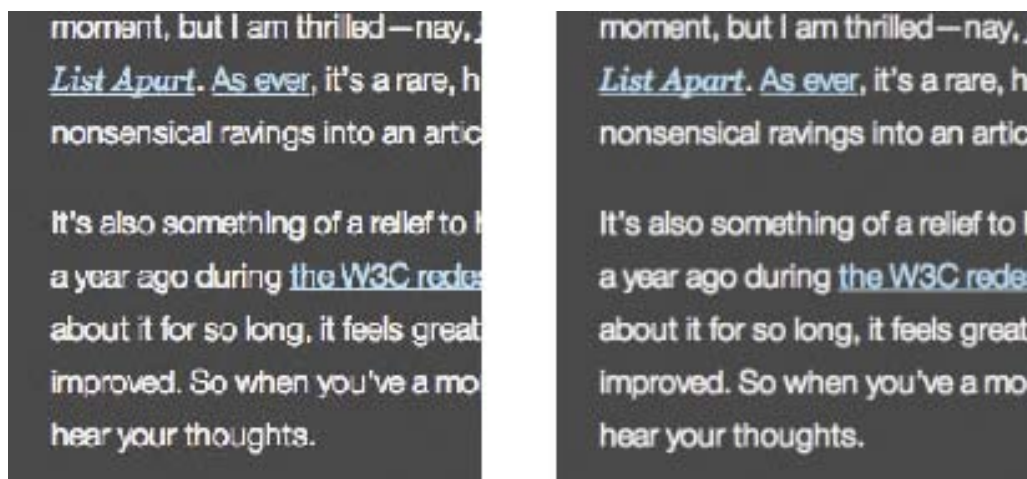 moment, but I am thrilled—nay,
List Apart. As ever, it's a rare, h
nonsensical ravings into an artic
It's also something of a relief to
a year ago during the W3C rede
about it for so long, it feels great
improved. So when you've a mo
hear your thoughts.
moment, but I am thrilled—nay,
List Apart. As ever, it's a rare, h
nonsensical ravings into an artic
It's also something of a relief to
a year ago during the W3C rede
about it for so long, it feels great
improved. So when you've a mo
hear your thoughts.